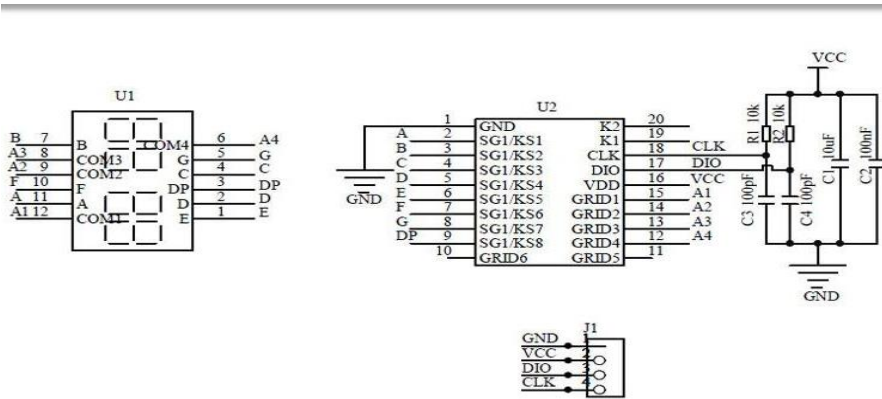 VCC
U1
U2
R1 10k
R2 10k
C1 10uF
C2 100nF
C3 100pF
C4 100pF
B 7 B COM4 6 A4
A3 8 COM3 G 5 G
A2 9 COM2 C 4 C
F 10 F DP 3 DP
A 11 A D 2 D
A1 12 COM1 E 1 E
1 GND K2 20
A 2 SG1/KS1 K1 19
B 3 SG1/KS2 CLK 18 CLK
C 4 SG1/KS3 DIO 17 DIO
D 5 SG1/KS4 VDD 16 VCC
E 6 SG1/KS5 GRID1 15 A1
F 7 SG1/KS6 GRID2 14 A2
G 8 SG1/KS7 GRID3 13 A3
DP 9 SG1/KS8 GRID4 12 A4
10 GRID6 GRID5 11
GND
GND
J1
GND 1
VCC 2
DIO 3
CLK 4